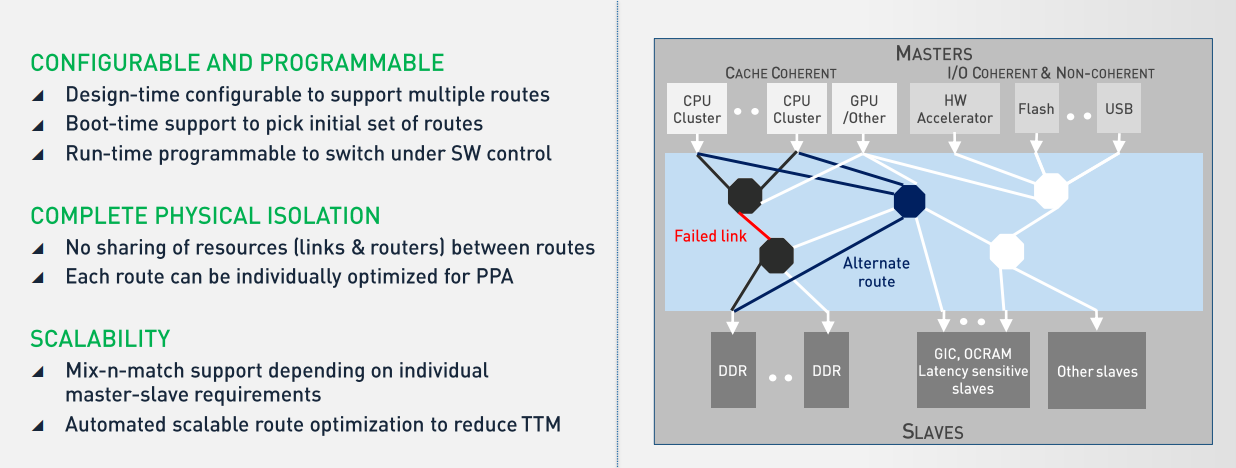 CONFIGURABLE AND PROGRAMMABLE
Design-time configurable to support multiple routes
Boot-time support to pick initial set of routes
Run-time programmable to switch under SW control
COMPLETE PHYSICAL ISOLATION
No sharing of resources (links & routers) between routes
Each route can be individually optimized for PPA
SCALABILITY
Mix-n-match support depending on individual
master-slave requirements
Automated scalable route optimization to reduce TTM
MASTERS
CACHE COHERENT
I/O COHERENT & NON-COHERENT
CPU
Cluster
CPU
Cluster
GPU
/Other
HW
Accelerator
Flash
USB
Failed link
Alternate
route
DDR
DDR
GIC, OCRAM
Latency sensitive
slaves
Other slaves
SLAVES